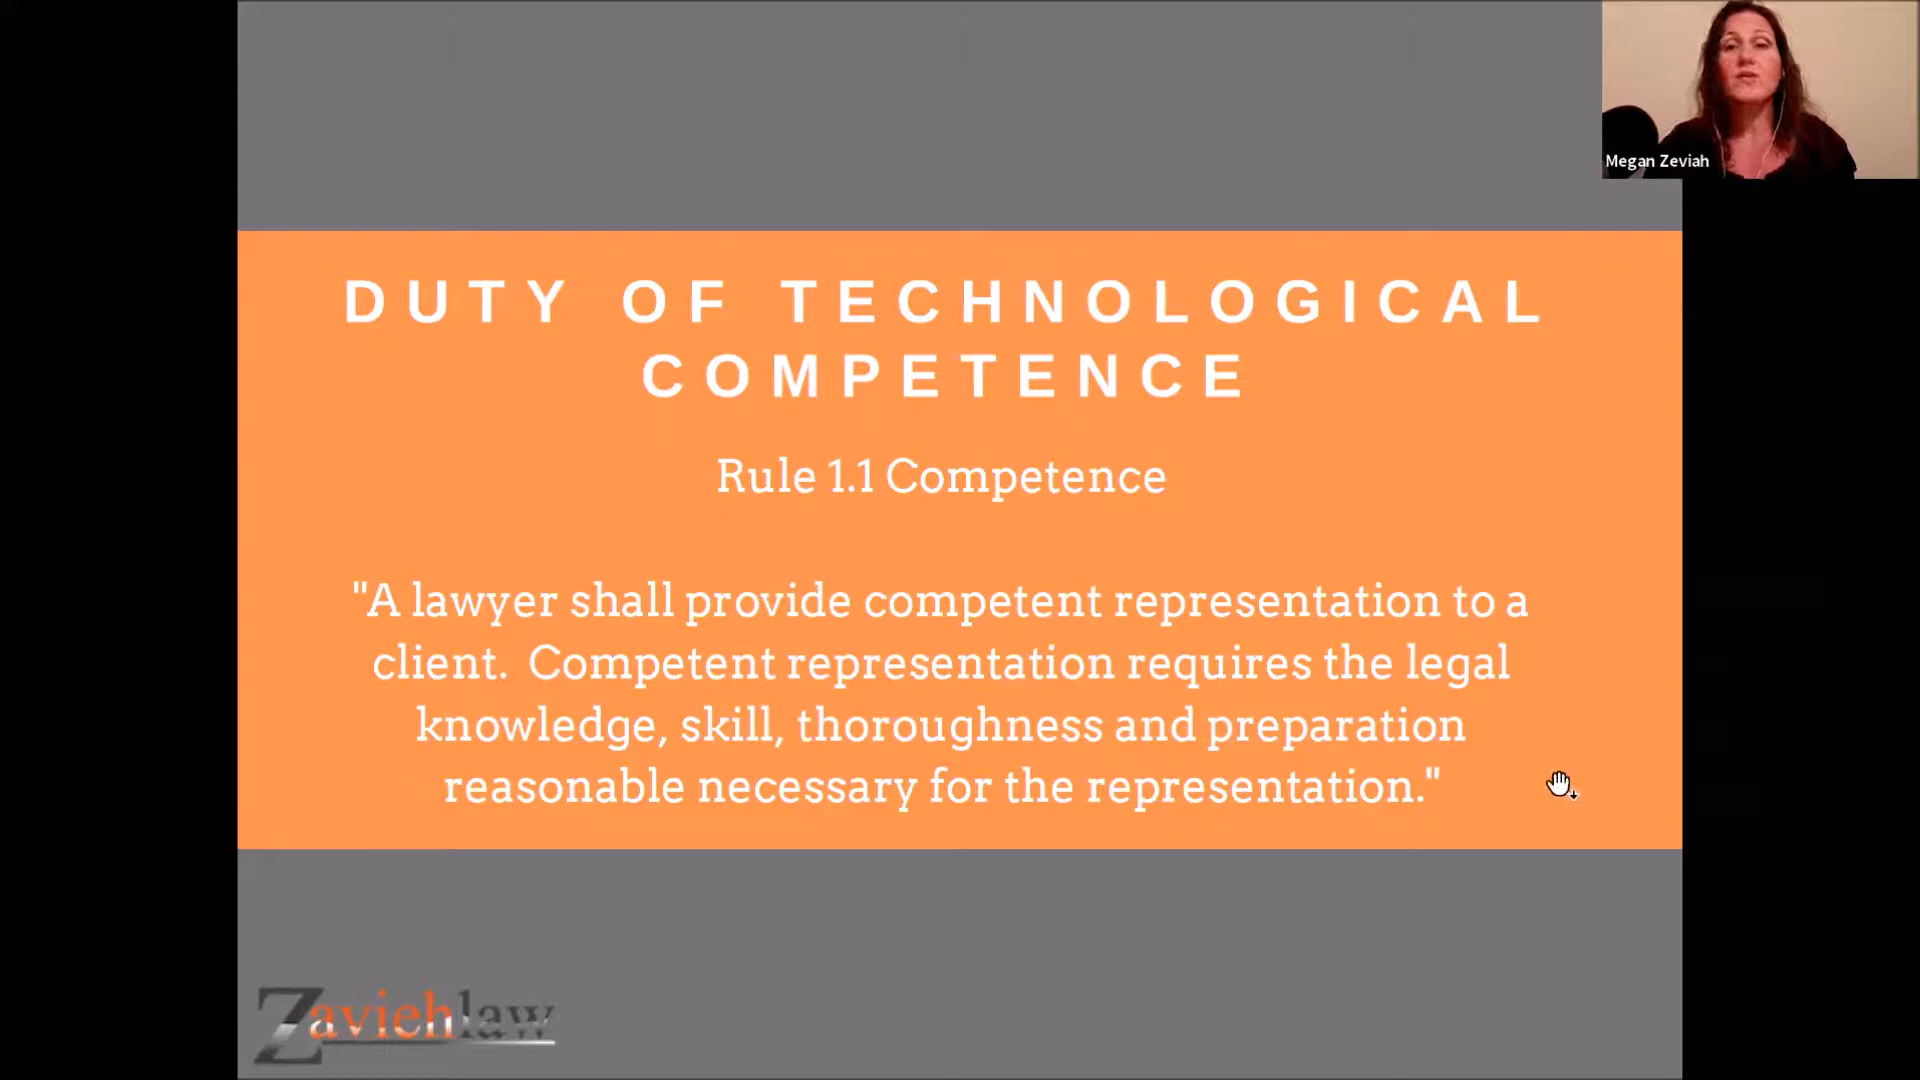 Megan Zeviah
DUTY OF TECHNOLOGICAL
COMPETENCE
Rule 1.1 Competence
"A lawyer shall provide competent representation to a
client.  Competent representation requires the legal
knowledge, skill, thoroughness and preparation
reasonable necessary for the representation."
Zaviehlaw